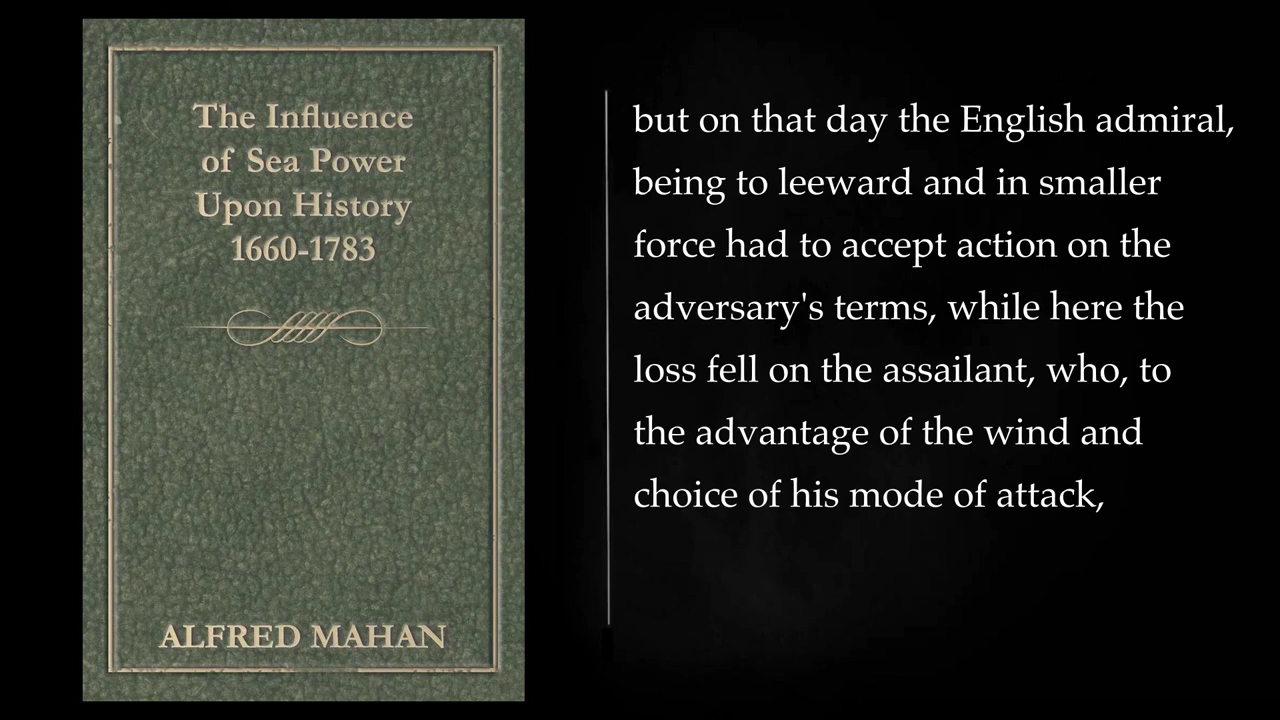 The Influence
of Sea Power
Upon History
1660-1783
ALFRED MAHAN
but on that day the English admiral,
being to leeward and in smaller
force had to accept action on the
adversary's terms, while here the
loss fell on the assailant, who, to
the advantage of the wind and
choice of his mode of attack,